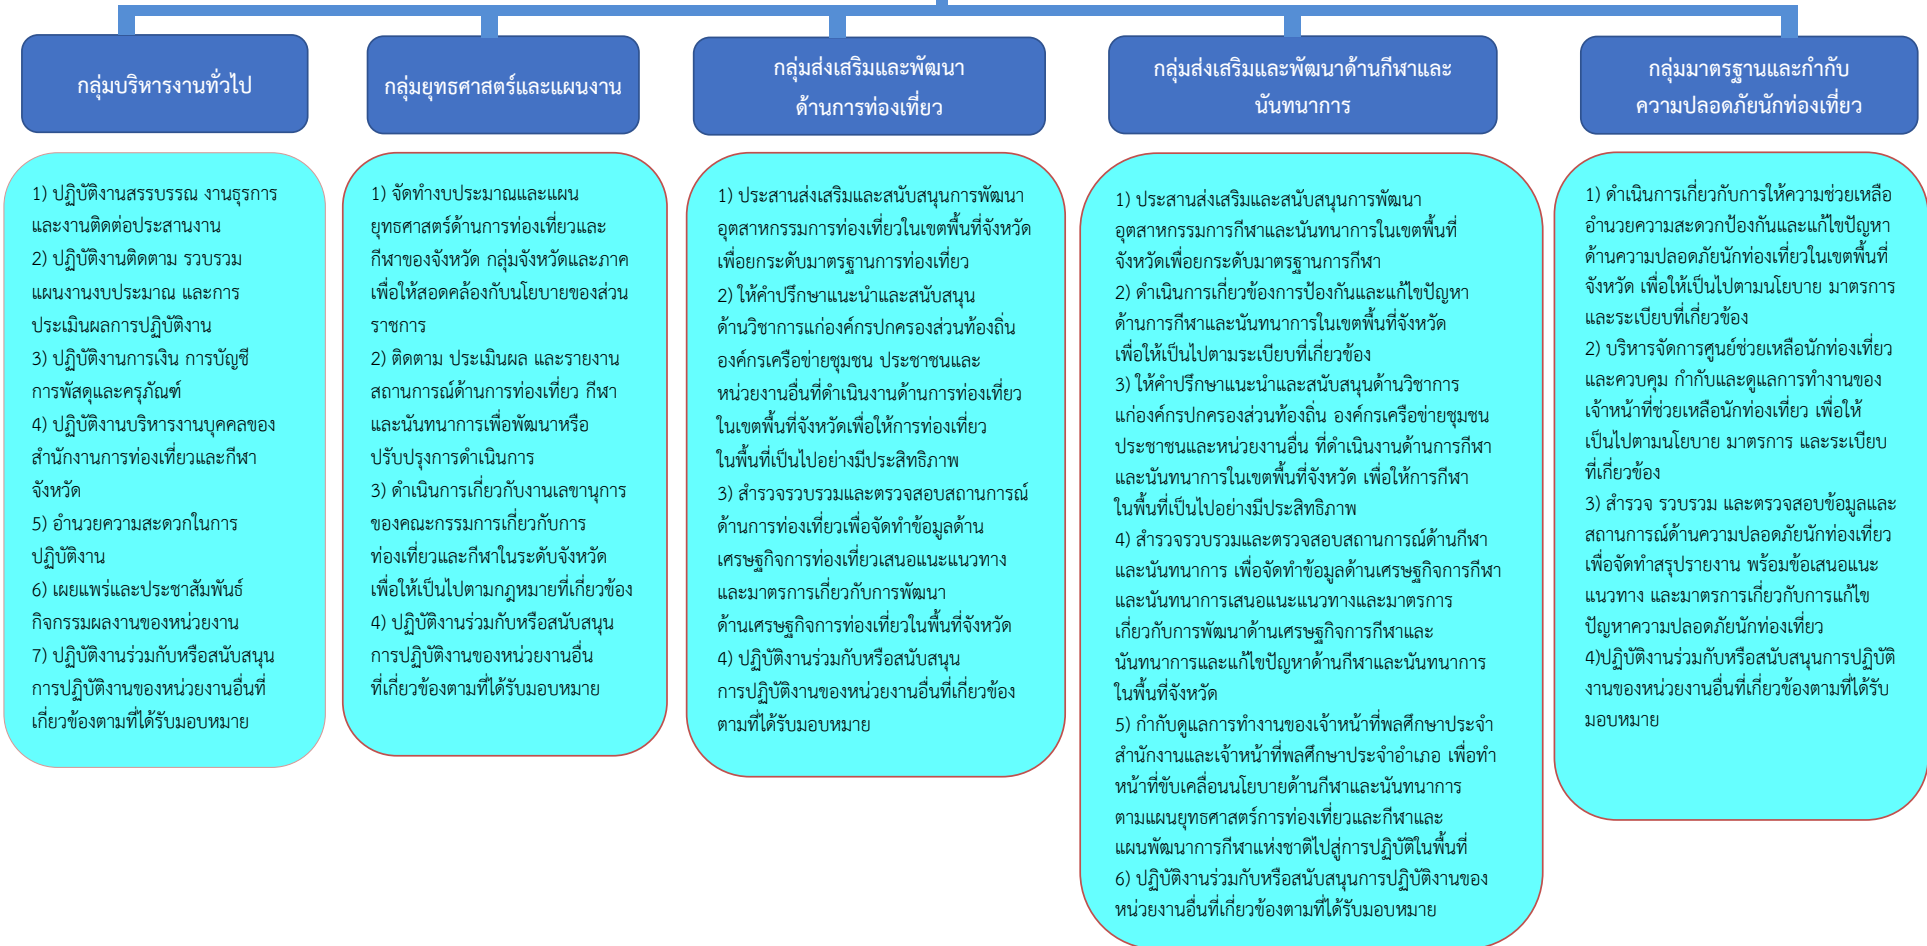 กลุ่มบริหารงานทั่วไป
1) ปฏิบัติงานสรรบรรณ งานธุรการ
และงานติดต่อประสานงาน
2) ปฏิบัติงานติดตาม รวบรวม
แผนงานงบประมาณ และการ
ประเมินผลการปฏิบัติงาน
3) ปฏิบัติงานการเงิน การบัญชี
การพัสดุและครุภัณฑ์
4) ปฏิบัติงานบริหารงานบุคคลของ
สำนักงานการท่องเที่ยวและกีฬา
จังหวัด
5) อำนวยความสะดวกในการ
ปฏิบัติงาน
6) เผยแพร่และประชาสัมพันธ์
กิจกรรมผลงานของหน่วยงาน
7) ปฏิบัติงานร่วมกับหรือสนับสนุน
การปฏิบัติงานของหน่วยงานอื่นที่
เกี่ยวข้องตามที่ได้รับมอบหมาย
กลุ่มยุทธศาสตร์และแผนงาน
1) จัดทำงบประมาณและแผน
ยุทธศาสตร์ด้านการท่องเที่ยวและ
กีฬาของจังหวัด กลุ่มจังหวัดและภาค
เพื่อให้สอดคล้องกับนโยบายของส่วน
ราชการ
2) ติดตาม ประเมินผล และรายงาน
สถานการณ์ด้านการท่องเที่ยว กีฬา
และนันทนาการเพื่อพัฒนาหรือ
ปรับปรุงการดำเนินการ
3) ดำเนินการเกี่ยวกับงานเลขานุการ
ของคณะกรรมการเกี่ยวกับการ
ท่องเที่ยวและกีฬาในระดับจังหวัด
เพื่อให้เป็นไปตามกฎหมายที่เกี่ยวข้อง
4) ปฏิบัติงานร่วมกับหรือสนับสนุน
การปฏิบัติงานของหน่วยงานอื่น
ที่เกี่ยวข้องตามที่ได้รับมอบหมาย
กลุ่มส่งเสริมและพัฒนา
ด้านการท่องเที่ยว
1) ประสานส่งเสริมและสนับสนุนการพัฒนา
อุตสาหกรรมการท่องเที่ยวในเขตพื้นที่จังหวัด
เพื่อยกระดับมาตรฐานการท่องเที่ยว
2) ให้คำปรึกษาแนะนำและสนับสนุน
ด้านวิชาการแก่องค์กรปกครองส่วนท้องถิ่น
องค์กรเครือข่ายชุมชน ประชาชนและ
หน่วยงานอื่นที่ดำเนินงานด้านการท่องเที่ยว
ในเขตพื้นที่จังหวัดเพื่อให้การท่องเที่ยว
ในพื้นที่เป็นไปอย่างมีประสิทธิภาพ
3) สำรวจรวบรวมและตรวจสอบสถานการณ์
ด้านการท่องเที่ยวเพื่อจัดทำข้อมูลด้าน
เศรษฐกิจการท่องเที่ยวเสนอแนะแนวทาง
และมาตรการเกี่ยวกับการพัฒนา
ด้านเศรษฐกิจการท่องเที่ยวในพื้นที่จังหวัด
4) ปฏิบัติงานร่วมกับหรือสนับสนุน
การปฏิบัติงานของหน่วยงานอื่นที่เกี่ยวข้อง
ตามที่ได้รับมอบหมาย
กลุ่มส่งเสริมและพัฒนาด้านกีฬาและ
นันทนาการ
1) ประสานส่งเสริมและสนับสนุนการพัฒนา
อุตสาหกรรมการกีฬาและนันทนาการในเขตพื้นที่
จังหวัดเพื่อยกระดับมาตรฐานการกีฬา
2) ดำเนินการเกี่ยวข้องการป้องกันและแก้ไขปัญหา
ด้านการกีฬาและนันทนาการในเขตพื้นที่จังหวัด
เพื่อให้เป็นไปตามระเบียบที่เกี่ยวข้อง
3) ให้คำปรึกษาแนะนำและสนับสนุนด้านวิชาการ
แก่องค์กรปกครองส่วนท้องถิ่น องค์กรเครือข่ายชุมชน
ประชาชนและหน่วยงานอื่น ที่ดำเนินงานด้านการกีฬา
และนันทนาการในเขตพื้นที่จังหวัด เพื่อให้การกีฬา
ในพื้นที่เป็นไปอย่างมีประสิทธิภาพ
4) สำรวจรวบรวมและตรวจสอบสถานการณ์ด้านกีฬา
และนันทนาการ เพื่อจัดทำข้อมูลด้านเศรษฐกิจการกีฬา
และนันทนาการเสนอแนะแนวทางและมาตรการ
เกี่ยวกับการพัฒนาด้านเศรษฐกิจการกีฬาและ
นันทนาการและแก้ไขปัญหาด้านกีฬาและนันทนาการ
ในพื้นที่จังหวัด
5) กำกับดูแลการทำงานของเจ้าหน้าที่พลศึกษาประจำ
สำนักงานและเจ้าหน้าที่พลศึกษาประจำอำเภอ เพื่อทำ
หน้าที่ขับเคลื่อนนโยบายด้านกีฬาและนันทนาการ
ตามแผนยุทธศาสตร์การท่องเที่ยวและกีฬาและ
แผนพัฒนาการกีฬาแห่งชาติไปสู่การปฏิบัติในพื้นที่
6) ปฏิบัติงานร่วมกับหรือสนับสนุนการปฏิบัติงานของ
หน่วยงานอื่นที่เกี่ยวข้องตามที่ได้รับมอบหมาย
กลุ่มมาตรฐานและกำกับ
ความปลอดภัยนักท่องเที่ยว
1) ดำเนินการเกี่ยวกับการให้ความช่วยเหลือ
อำนวยความสะดวกป้องกันและแก้ไขปัญหา
ด้านความปลอดภัยนักท่องเที่ยวในเขตพื้นที่
จังหวัด เพื่อให้เป็นไปตามนโยบาย มาตรการ
และระเบียบที่เกี่ยวข้อง
2) บริหารจัดการศูนย์ช่วยเหลือนักท่องเที่ยว
และควบคุม กำกับและดูแลการทำงานของ
เจ้าหน้าที่ช่วยเหลือนักท่องเที่ยว เพื่อให้
เป็นไปตามนโยบาย มาตรการ และระเบียบ
ที่เกี่ยวข้อง
3) สำรวจ รวบรวม และตรวจสอบข้อมูลและ
สถานการณ์ด้านความปลอดภัยนักท่องเที่ยว
เพื่อจัดทำสรุปรายงาน พร้อมข้อเสนอแนะ
แนวทาง และมาตรการเกี่ยวกับการแก้ไข
ปัญหาความปลอดภัยนักท่องเที่ยว
4)ปฏิบัติงานร่วมกับหรือสนับสนุนการปฏิบัติ
งานของหน่วยงานอื่นที่เกี่ยวข้องตามที่ได้รับ
มอบหมาย